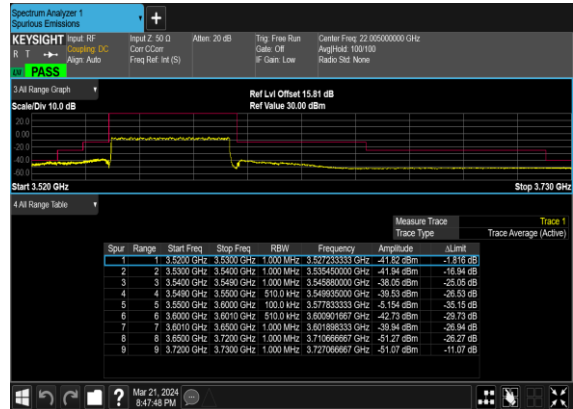 Spectrum Analyzer 1
Spurious Emissions
+
KEYSIGHT Input: RF Input Z: 50 Ω Atten: 20 dB Trig: Free Run Center Freq: 22.005000000 GHz
R T Coupling: DC Corr CCorr Gate: Off Avg|Hold: 100/100
Align: Auto Freq Ref: Int (S) IF Gain: Low Radio Std: None
PASS
3 All Range Graph
Ref Lvl Offset 15.81 dB
Scale/Div 10.0 dB Ref Value 30.00 dBm
20.0
0.00
-20.0
-40.0
-60.0
Start 3.520 GHz Stop 3.730 GHz
4 All Range Table
Measure Trace Trace 1
Trace Type Trace Average (Active)
Spur Range Start Freq Stop Freq RBW Frequency Amplitude ΔLimit
1 1 3.5200 GHz 3.5300 GHz 1.000 MHz 3.527233333 GHz -41.82 dBm -1.816 dB
2 2 3.5300 GHz 3.5400 GHz 1.000 MHz 3.535450000 GHz -41.94 dBm -16.94 dB
3 3 3.5400 GHz 3.5490 GHz 1.000 MHz 3.545880000 GHz -38.05 dBm -25.05 dB
4 4 3.5490 GHz 3.5500 GHz 510.0 kHz 3.549935000 GHz -39.53 dBm -26.53 dB
5 5 3.5500 GHz 3.6000 GHz 100.0 kHz 3.577833333 GHz -5.154 dBm -35.15 dB
6 6 3.6000 GHz 3.6010 GHz 510.0 kHz 3.600901667 GHz -42.73 dBm -29.73 dB
7 7 3.6010 GHz 3.6500 GHz 1.000 MHz 3.601898333 GHz -39.94 dBm -26.94 dB
8 8 3.6500 GHz 3.7200 GHz 1.000 MHz 3.710666667 GHz -51.27 dBm -26.27 dB
9 9 3.7200 GHz 3.7300 GHz 1.000 MHz 3.727066667 GHz -51.07 dBm -11.07 dB
? Mar 21, 2024
8:47:48 PM